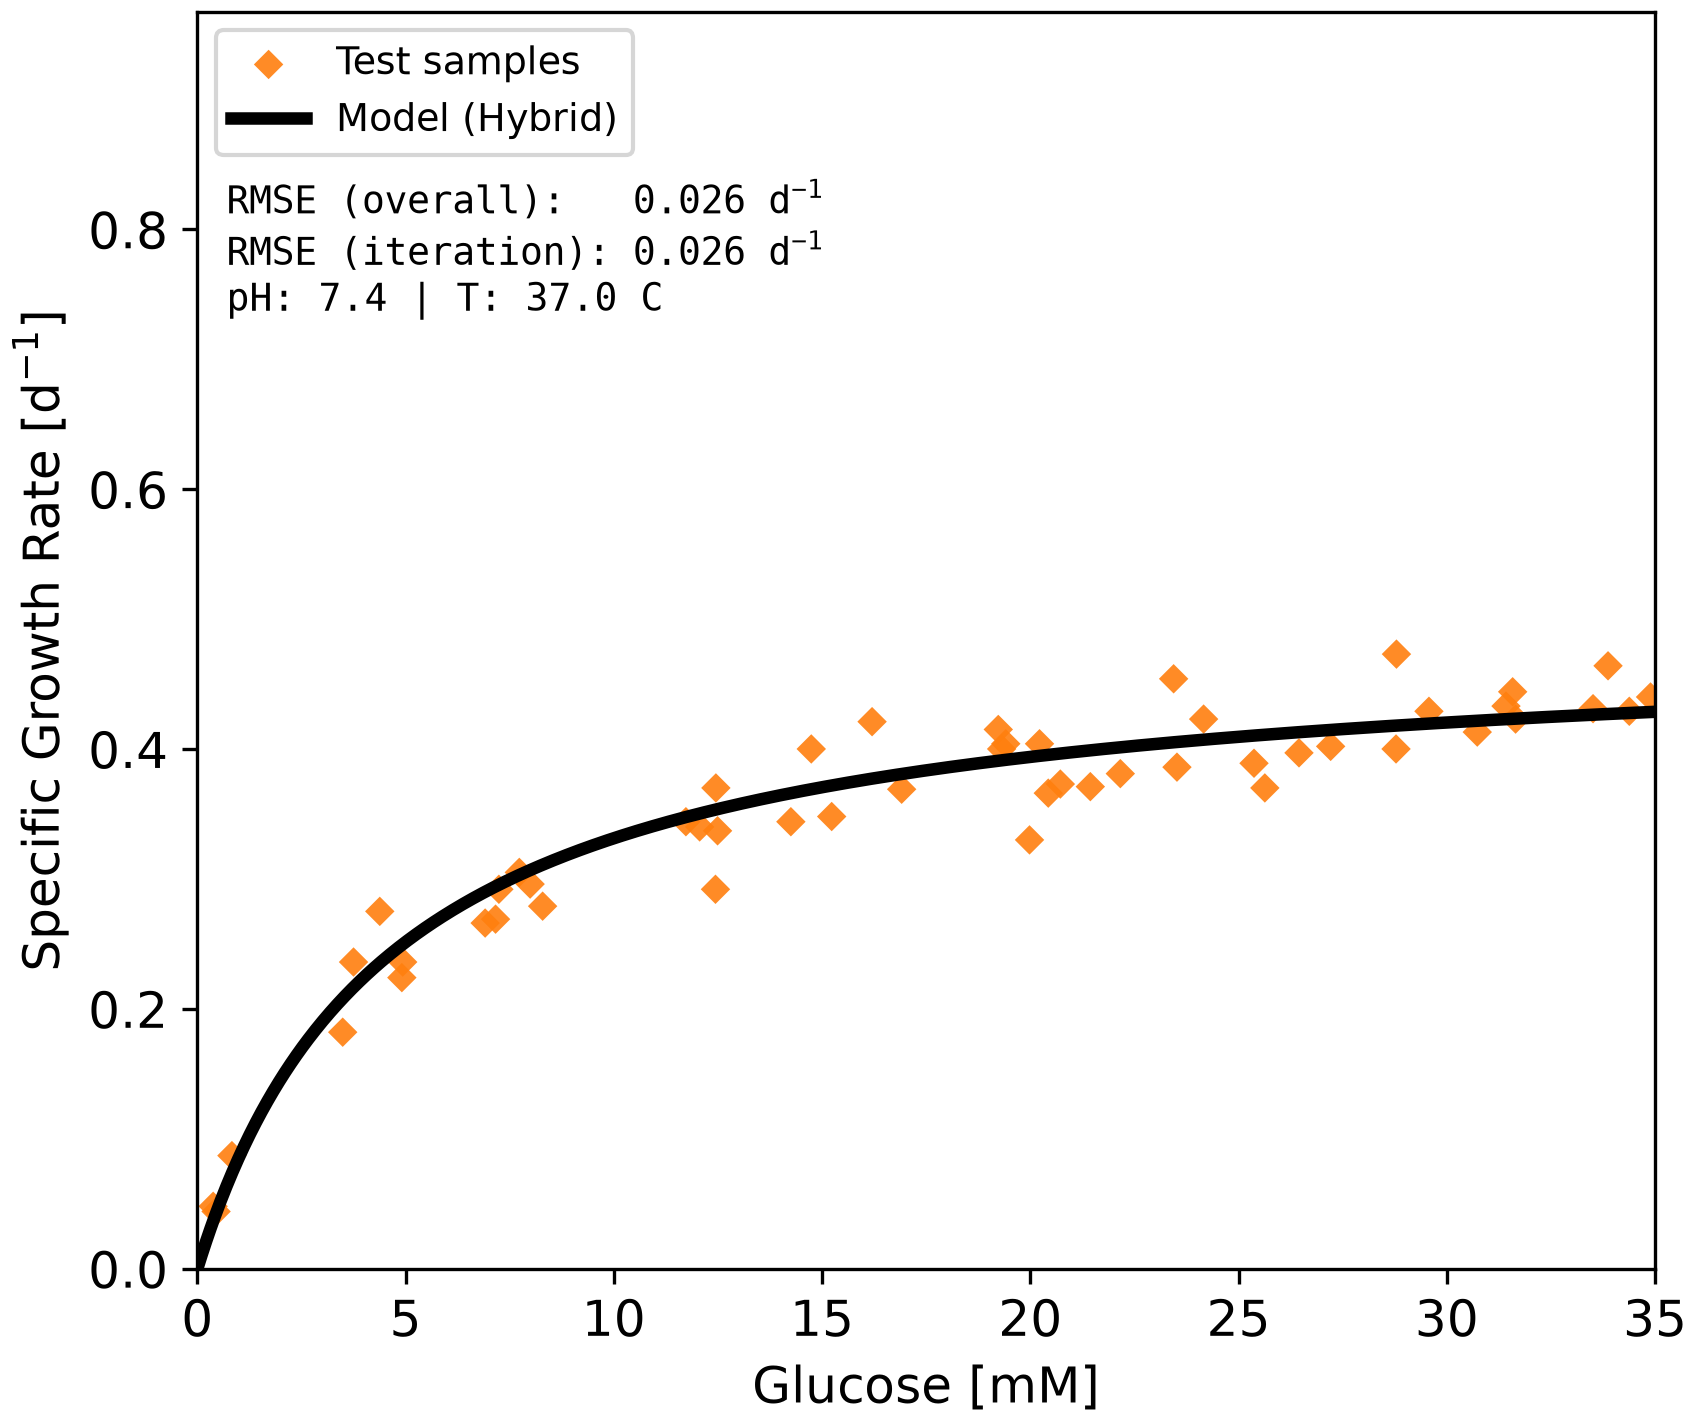 Test samples
Model (Hybrid)
RMSE (overall):   0.026 d⁻¹
RMSE (iteration): 0.026 d⁻¹
pH: 7.4 | T: 37.0 C
Specific Growth Rate [d⁻¹]
0.8
0.6
0.4
0.2
0.0
0 5 10 15 20 25 30 35
Glucose [mM]